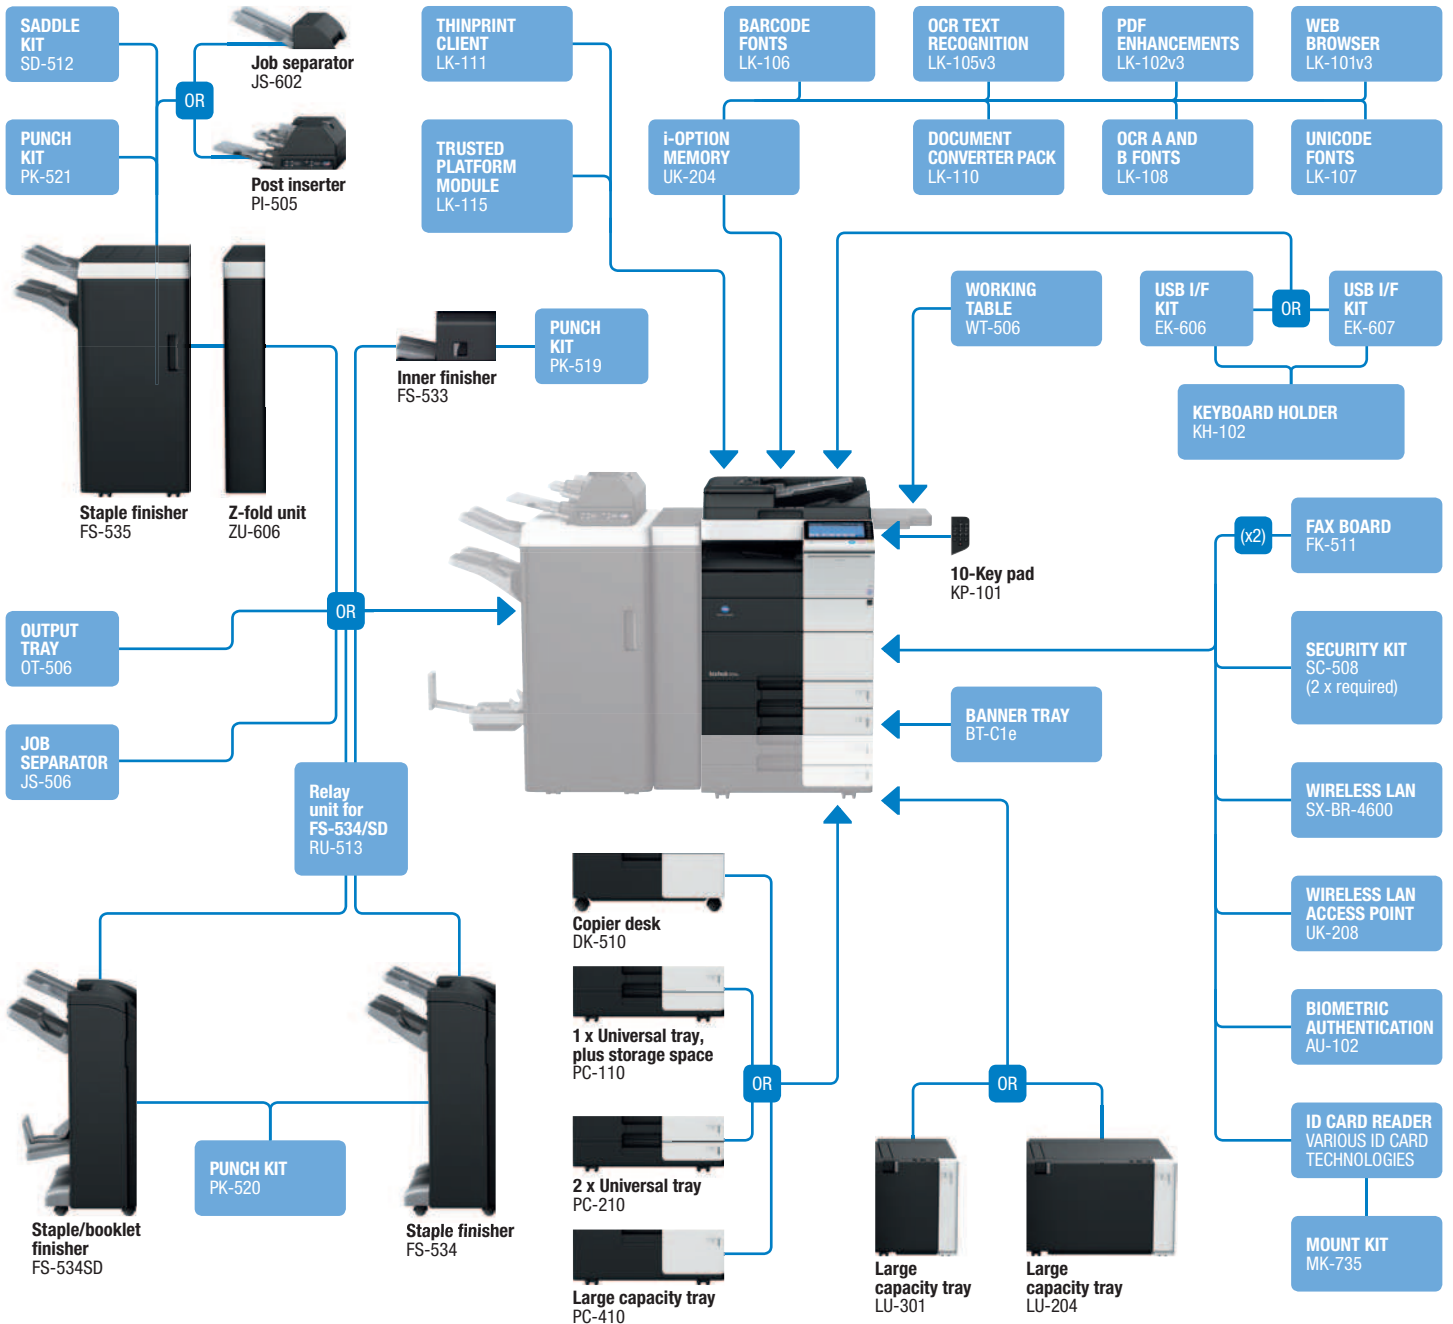 SADDLE
KIT
SD-512
Job separator
JS-602
OR
PUNCH
KIT
PK-521
Post inserter
PI-505
THINPRINT
CLIENT
LK-111
TRUSTED
PLATFORM
MODULE
LK-115
BARCODE
FONTS
LK-106
OCR TEXT
RECOGNITION
LK-105v3
PDF
ENHANCEMENTS
LK-102v3
WEB
BROWSER
LK-101v3
i-OPTION
MEMORY
UK-204
DOCUMENT
CONVERTER PACK
LK-110
OCR A AND
B FONTS
LK-108
UNICODE
FONTS
LK-107
Staple finisher
FS-535
Z-fold unit
ZU-606
Inner finisher
FS-533
PUNCH
KIT
PK-519
WORKING
TABLE
WT-506
USB I/F
KIT
EK-606
OR
USB I/F
KIT
EK-607
KEYBOARD HOLDER
KH-102
10-Key pad
KP-101
(x2)
FAX BOARD
FK-511
OUTPUT
TRAY
OT-506
OR
SECURITY KIT
SC-508
(2 x required)
JOB
SEPARATOR
JS-506
BANNER TRAY
BT-C1e
Relay
unit for
FS-534/SD
RU-513
WIRELESS LAN
SX-BR-4600
WIRELESS LAN
ACCESS POINT
UK-208
BIOMETRIC
AUTHENTICATION
AU-102
ID CARD READER
VARIOUS ID CARD
TECHNOLOGIES
MOUNT KIT
MK-735
Copier desk
DK-510
1 x Universal tray,
plus storage space
PC-110
OR
2 x Universal tray
PC-210
Large capacity tray
PC-410
OR
Large
capacity tray
LU-301
Large
capacity tray
LU-204
PUNCH KIT
PK-520
Staple/booklet
finisher
FS-534SD
Staple finisher
FS-534